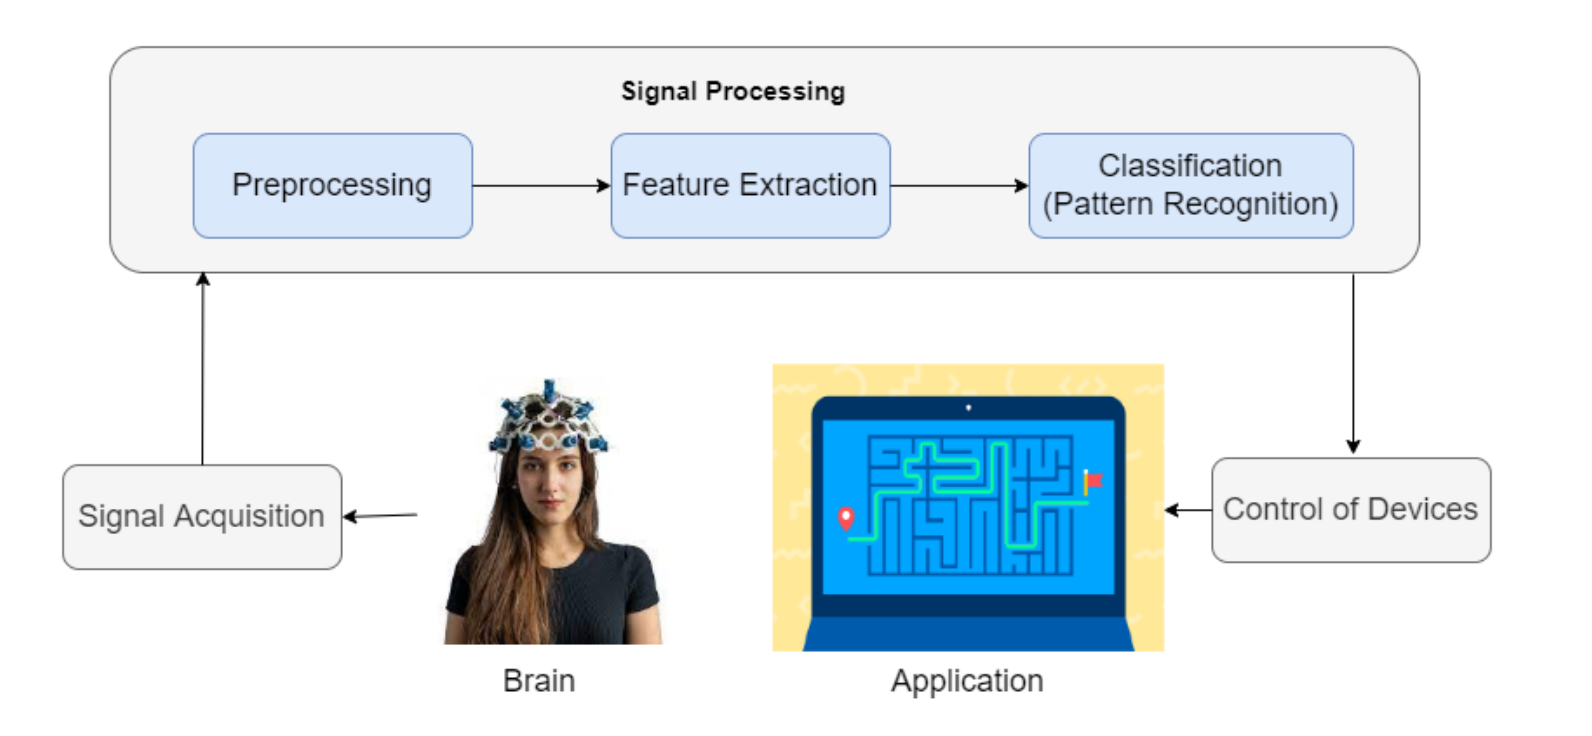 Signal Processing
Preprocessing
Feature Extraction
Classification
(Pattern Recognition)
Signal Acquisition
Control of Devices
Brain
Application